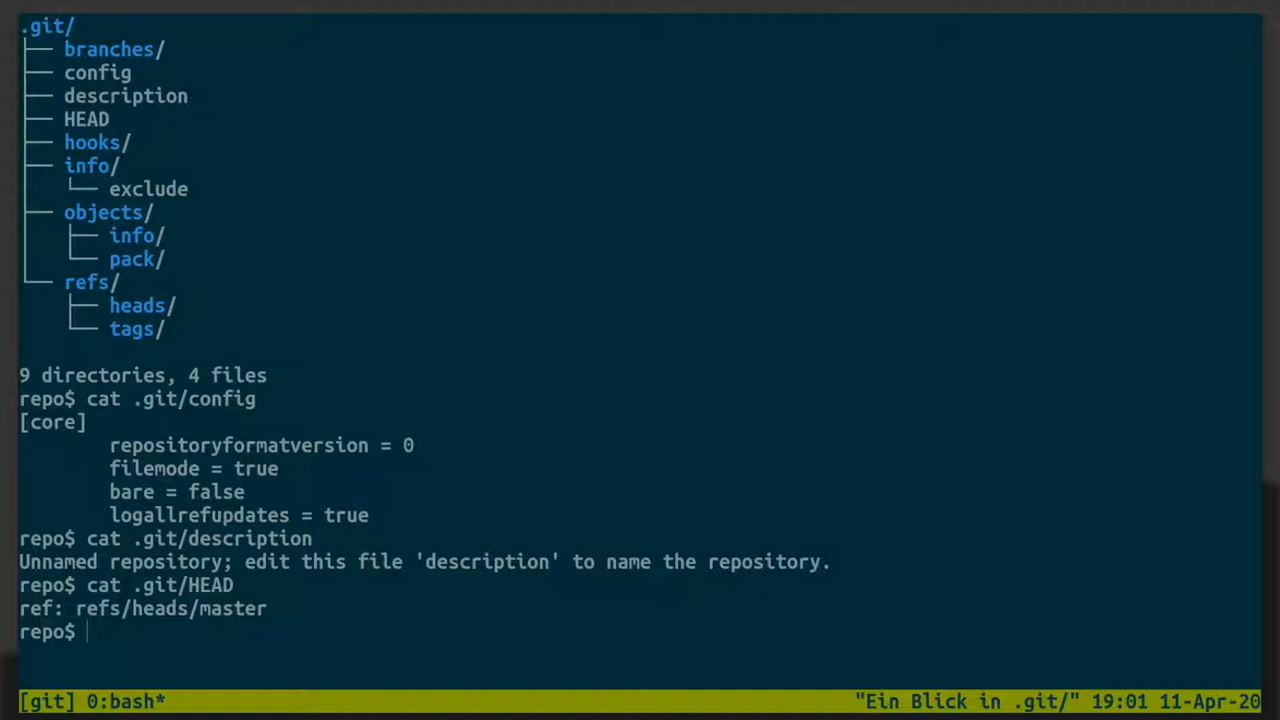 .git/
├── branches/
├── config
├── description
├── HEAD
├── hooks/
├── info/
│   └── exclude
├── objects/
│   ├── info/
│   └── pack/
└── refs/
    ├── heads/
    └── tags/
9 directories, 4 files
repo$ cat .git/config
[core]
        repositoryformatversion = 0
        filemode = true
        bare = false
        logallrefupdates = true
repo$ cat .git/description
Unnamed repository; edit this file 'description' to name the repository.
repo$ cat .git/HEAD
ref: refs/heads/master
repo$
[git] 0:bash* "Ein Blick in .git/" 19:01 11-Apr-20